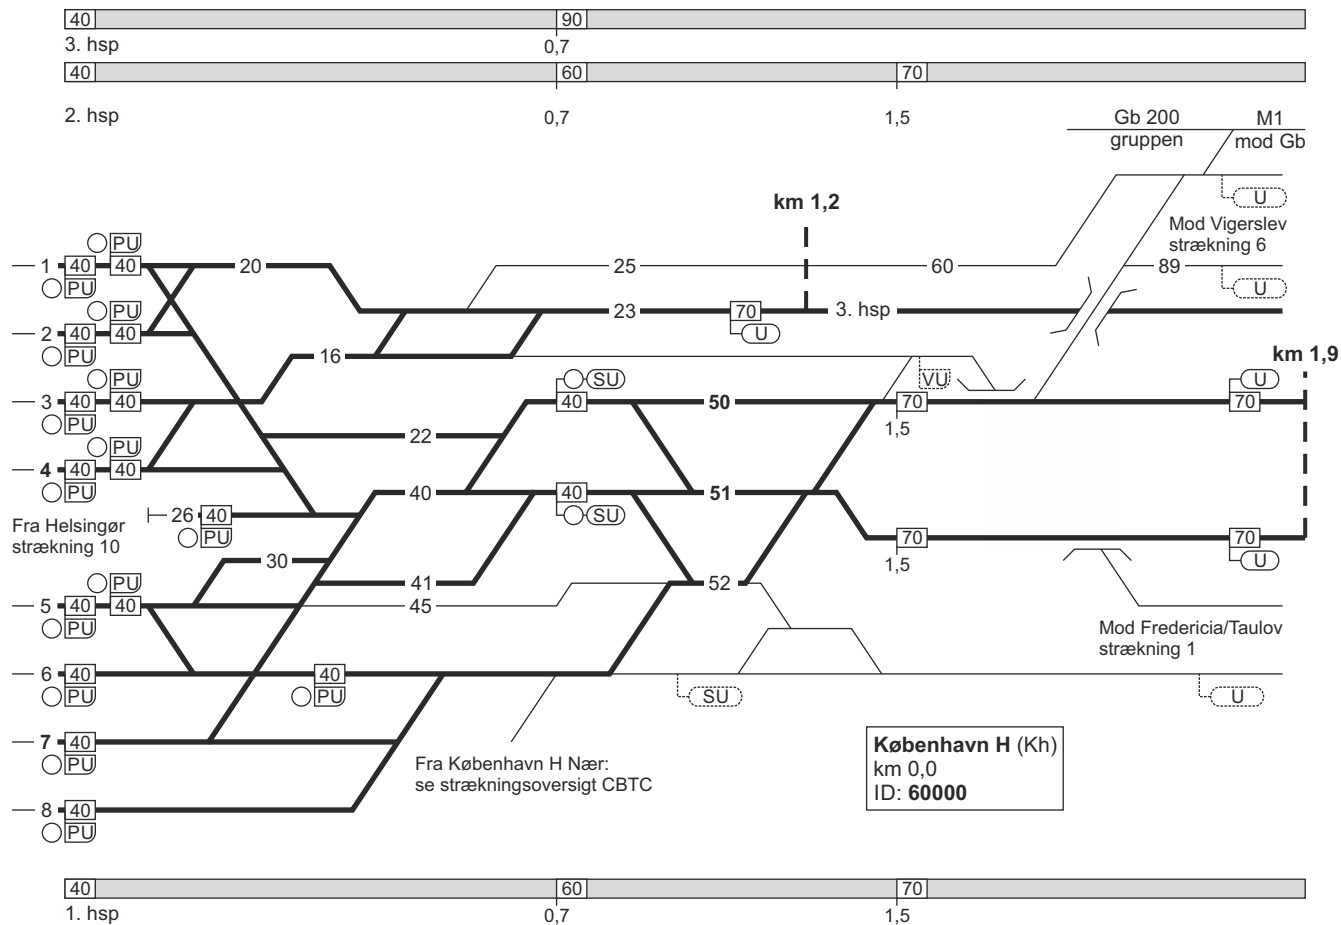 40 90
3. hsp 0,7
40 60 70
2. hsp 0,7 1,5
Gb 200 M1
gruppen mod Gb
U
km 1,2
Mod Vigerslev
strækning 6
PU
1 40 40 20 25 60 89
PU U
PU
70 3. hsp
23
2 40 40 U
PU
16
km 1,9
PU SU VU U
3 40 40 40 50 70 70
PU 1,5
22
PU
4 40 40
PU
40 40 51
26 40 SU
Fra Helsingør PU
strækning 10
70 70
1,5 U
30
PU 41 52
5 40 40 45
PU
Mod Fredericia/Taulov
strækning 1
6 40 40
PU PU SU U
7 40
PU
Fra København H Nær:
se strækningsoversigt CBTC
København H (Kh)
km 0,0
ID: 60000
8 40
PU
40 60 70
1. hsp 0,7 1,5